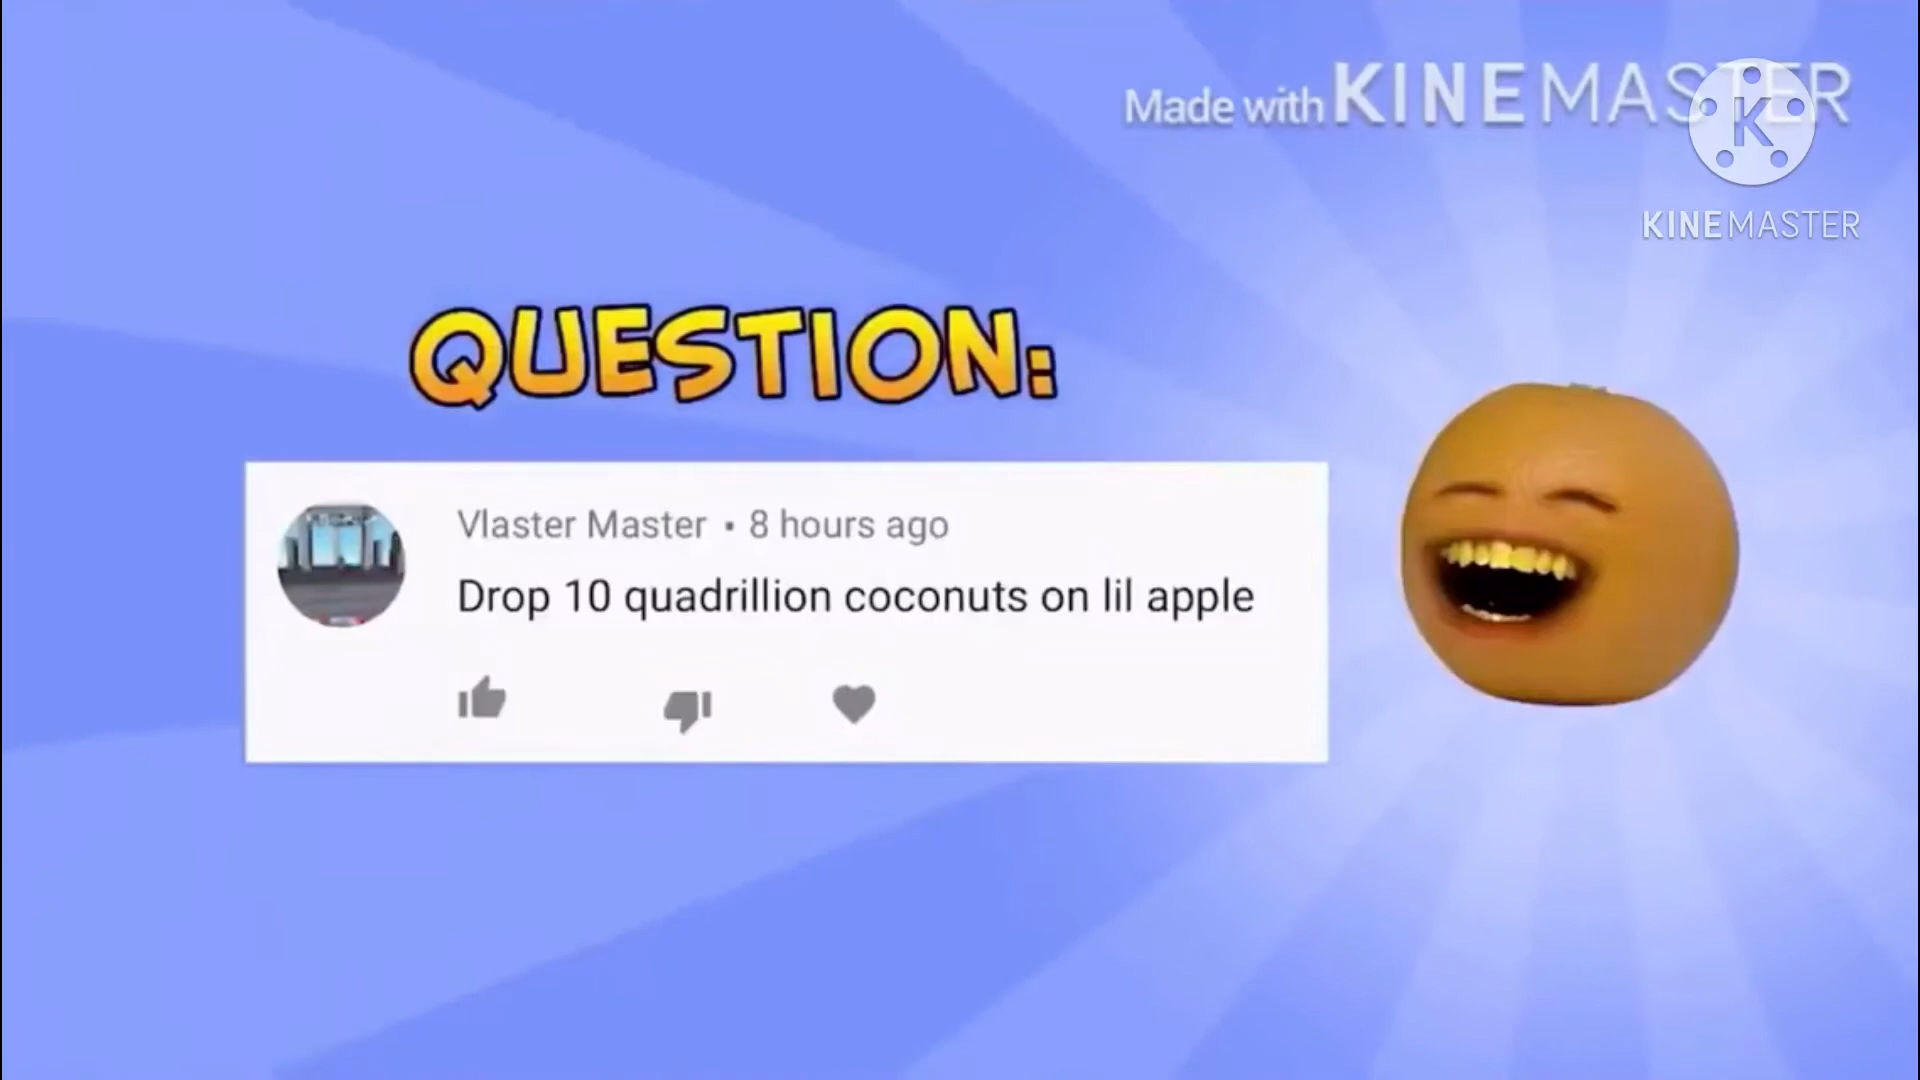 Made with KINEMASTER
K
KINEMASTER
QUESTION:
Vlaster Master • 8 hours ago
Drop 10 quadrillion coconuts on lil apple